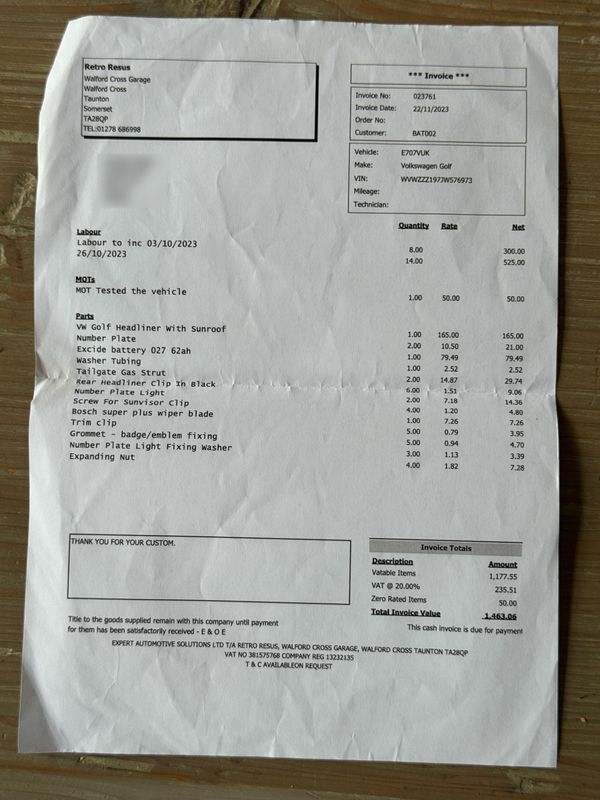 Retro Resus
Walford Cross Garage
Walford Cross
Taunton
Somerset
TA28QP
TEL:01278 686998
*** Invoice ***
Invoice No: 023761
Invoice Date: 22/11/2023
Order No:
Customer: BAT002
Vehicle: E707VUK
Make: Volkswagen Golf
VIN: WVWZZZ197JW576973
Mileage:
Technician:
Labour Quantity Rate Net
Labour to inc 03/10/2023 8.00 300.00
26/10/2023 14.00 525.00
MOTs
MOT Tested the vehicle 1.00 50.00 50.00
Parts
VW Golf Headliner With Sunroof 1.00 165.00 165.00
Number Plate 2.00 10.50 21.00
Excide battery 027 62ah 1.00 79.49 79.49
Washer Tubing 1.00 2.52 2.52
Tailgate Gas Strut 2.00 14.87 29.74
Rear Headliner Clip In Black 6.00 1.51 9.06
Number Plate Light 2.00 7.18 14.36
Screw For Sunvisor Clip 4.00 1.20 4.80
Bosch super plus wiper blade 1.00 7.26 7.26
Trim Clip 5.00 0.79 3.95
Grommet - badge/emblem fixing 5.00 0.94 4.70
Number Plate Light Fixing Washer 3.00 1.13 3.39
Expanding Nut 4.00 1.82 7.28
THANK YOU FOR YOUR CUSTOM.
Invoice Totals
Description Amount
Vatable Items 1,177.55
VAT @ 20.00% 235.51
Zero Rated Items 50.00
Total Invoice Value 1,463.06
Title to the goods supplied remain with this company until payment
for them has been satisfactorily received - E & O E
This cash invoice is due for payment
EXPERT AUTOMOTIVE SOLUTIONS LTD T/A RETRO RESUS, WALFORD CROSS GARAGE, WALFORD CROSS TAUNTON TA28QP
VAT NO 381575768 COMPANY REG 13232135
T & C AVAILABLEON REQUEST